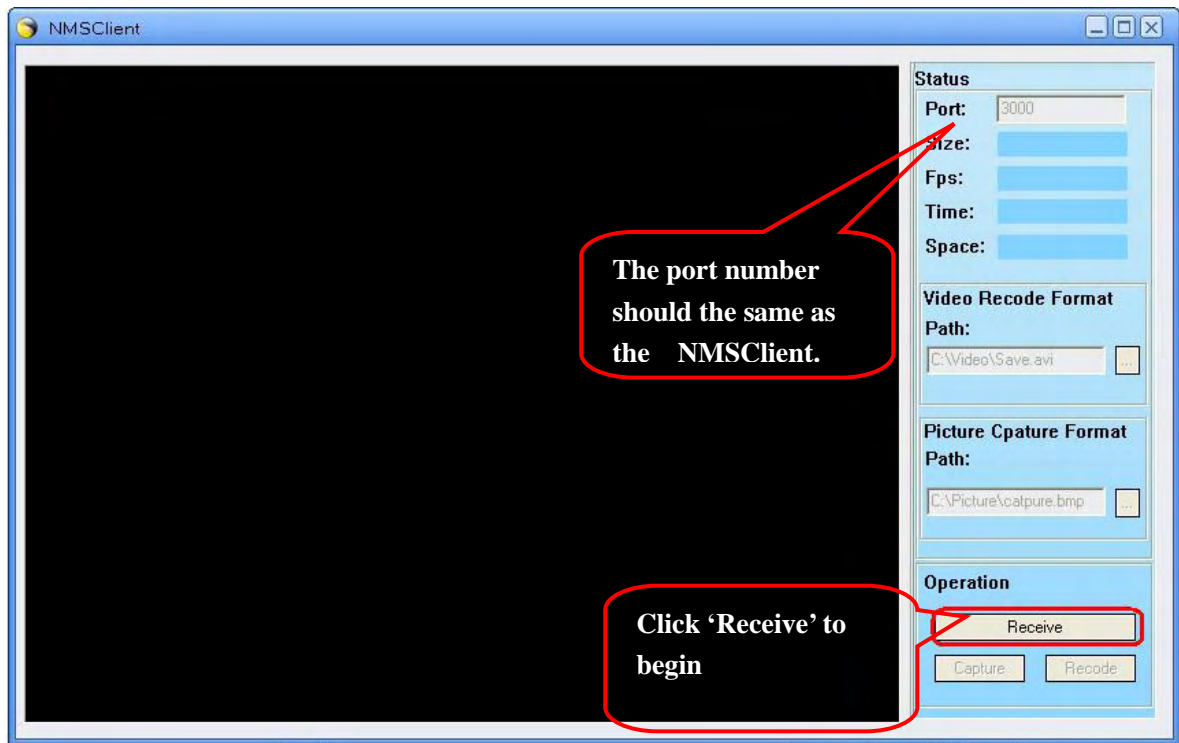 NMSClient
Status
Port: 3000
Size:
Fps:
Time:
Space:
The port number
should the same as
the NMSClient.
Video Recode Format
Path:
C:\Video\Save.avi ...
Picture Cpature Format
Path:
C:\Picture\catpure.bmp ...
Operation
Click ‘Receive’ to
begin
Receive
Capture Recode